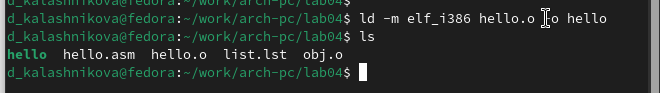 d_kalashnikova@fedora:~/work/arch-pc/lab04$ ld -m elf_i386 hello.o -o hello
d_kalashnikova@fedora:~/work/arch-pc/lab04$ ls
hello  hello.asm  hello.o  list.lst  obj.o
d_kalashnikova@fedora:~/work/arch-pc/lab04$